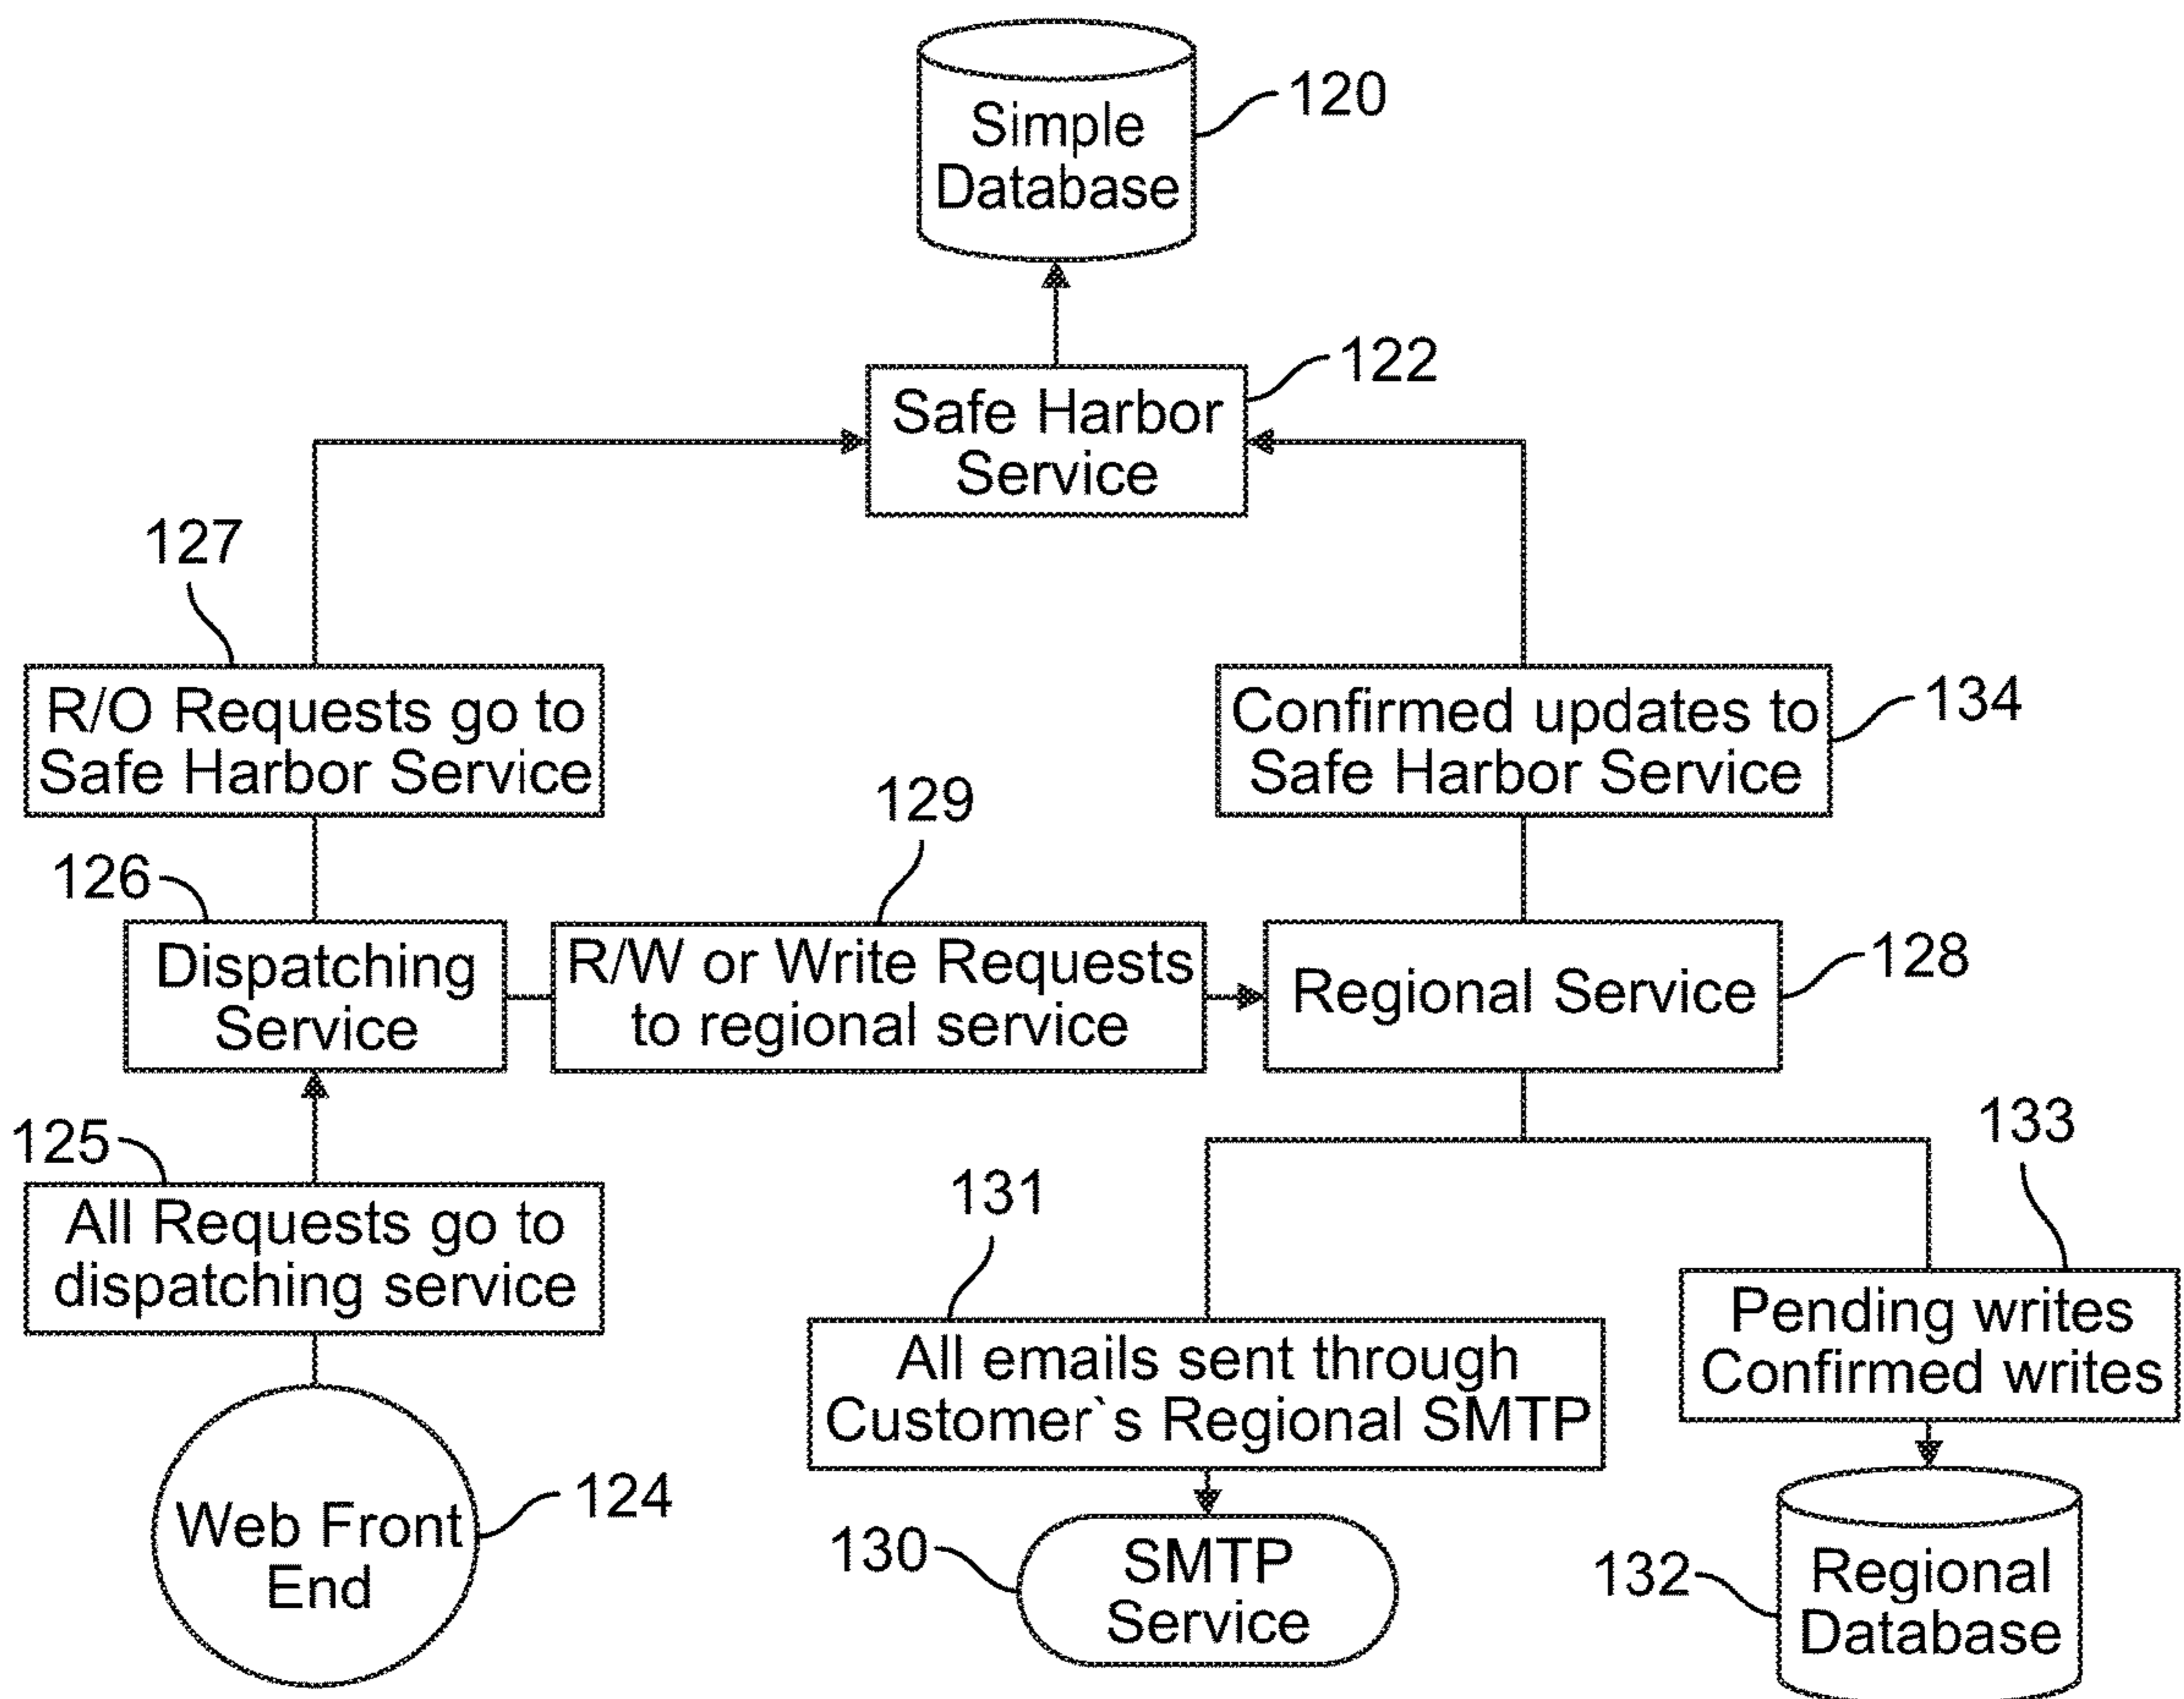 Simple
Database
120
Safe Harbor
Service
122
127
R/O Requests go to
Safe Harbor Service
Confirmed updates to
Safe Harbor Service
134
129
126
Dispatching
Service
R/W or Write Requests
to regional service
Regional Service
128
125
All Requests go to
dispatching service
131
133
All emails sent through
Customer`s Regional SMTP
Pending writes
Confirmed writes
Web Front
End
124
130
SMTP
Service
132
Regional
Database